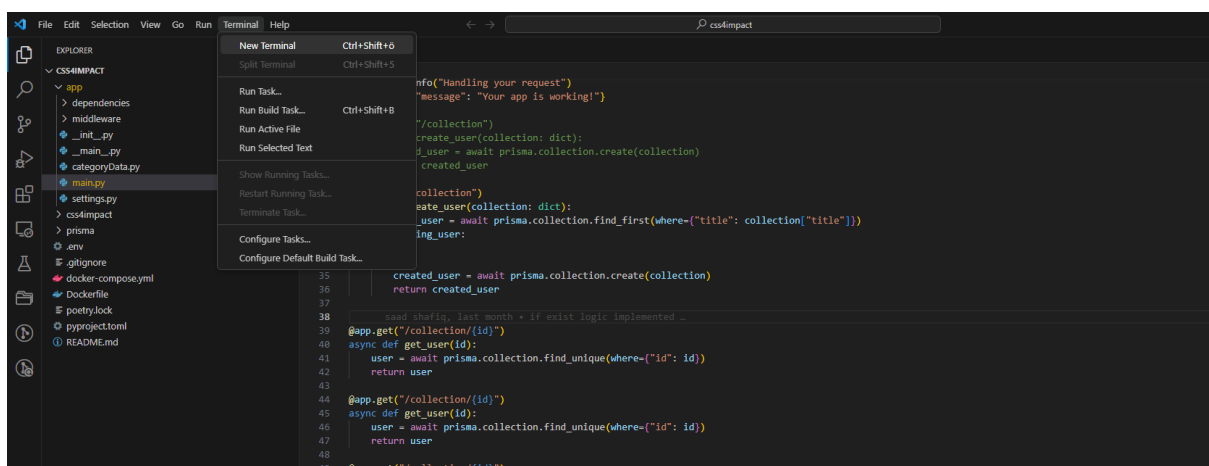 File Edit Selection View Go Run Terminal Help
css4impact
EXPLORER
CSS4IMPACT
app
dependencies
middleware
__init__.py
__main__.py
categoryData.py
main.py
settings.py
css4impact
prisma
.env
.gitignore
docker-compose.yml
Dockerfile
poetry.lock
pyproject.toml
README.md
New Terminal Ctrl+Shift+ö
Split Terminal Ctrl+Shift+5
Run Task...
Run Build Task... Ctrl+Shift+B
Run Active File
Run Selected Text
Show Running Tasks...
Restart Running Task...
Terminate Task...
Configure Tasks...
Configure Default Build Task...
nfo("Handling your request")
"message": "Your app is working!"}
"/collection")
create_user(collection: dict):
d_user = await prisma.collection.create(collection)
created_user
collection")
eate_user(collection: dict):
_user = await prisma.collection.find_first(where={"title": collection["title"]})
ing_user:
35 created_user = await prisma.collection.create(collection)
36 return created_user
37
38 saad shafiq, last month • if exist logic implemented …
39 @app.get("/collection/{id}")
40 async def get_user(id):
41 user = await prisma.collection.find_unique(where={"id": id})
42 return user
43
44 @app.get("/collection/{id}")
45 async def get_user(id):
46 user = await prisma.collection.find_unique(where={"id": id})
47 return user
48